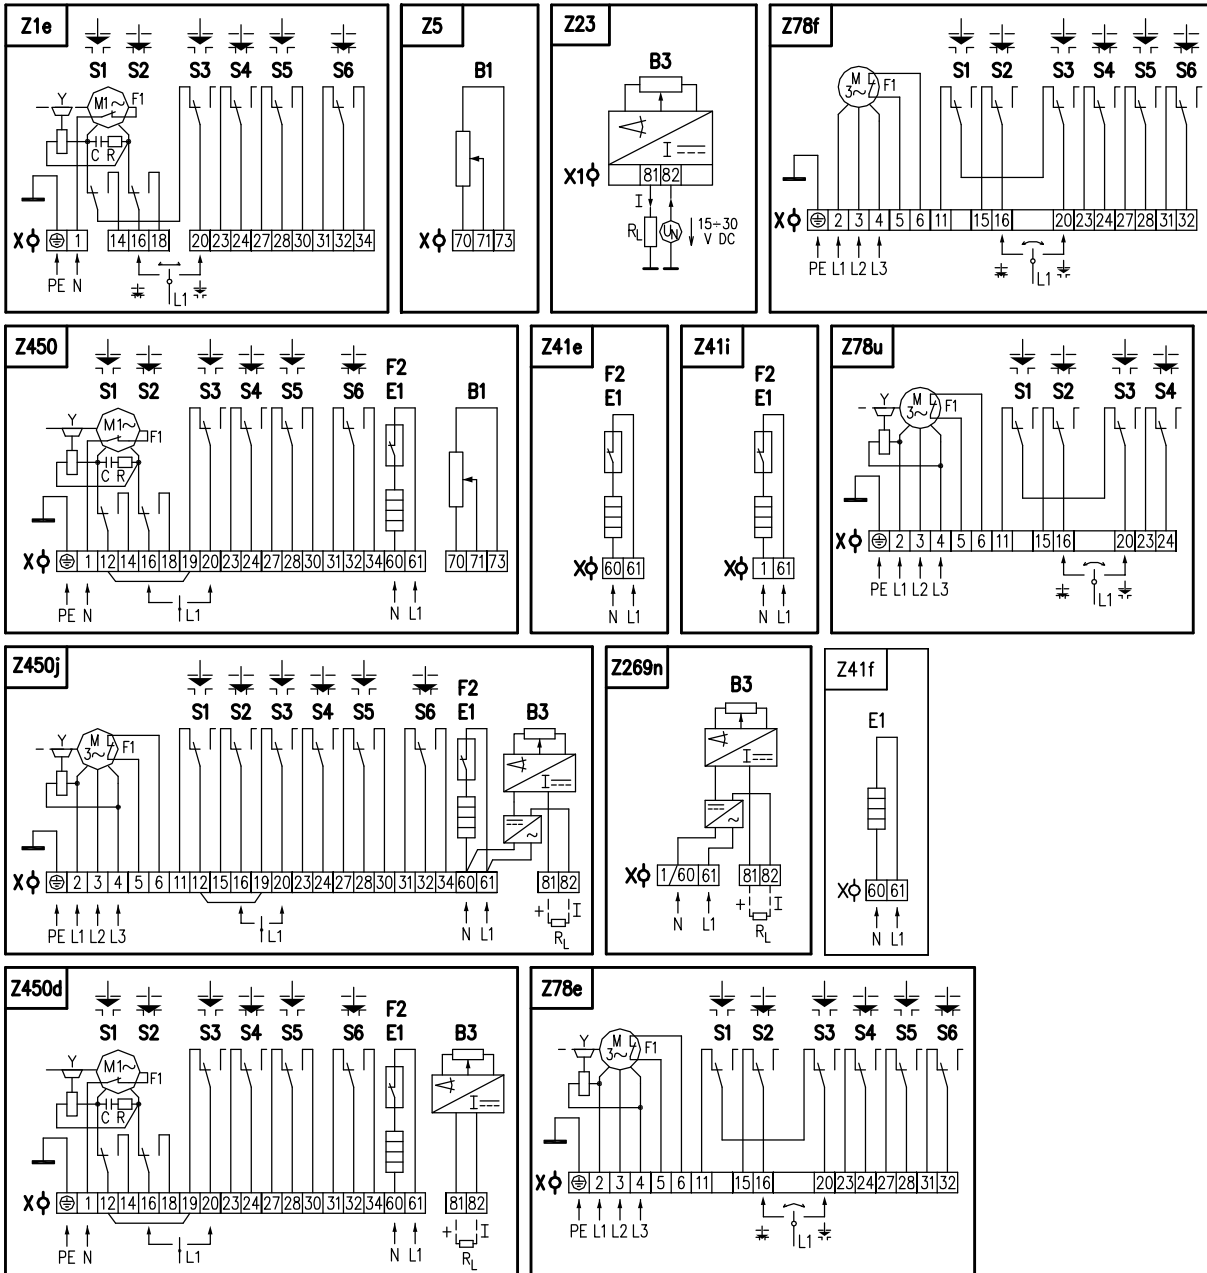 Z1e
S1 S2 S3 S4 S5 S6
Y M1~ F1
C R
X 1 14 16 18 20 23 24 27 28 30 31 32 34
PE N
L1
Z5
B1
X 70 71 73
Z23
B3
I
X1 81 82
I
RL UN 15÷30
V DC
Z78f
S1 S2 S3 S4 S5 S6
M
3~ F1
X 2 3 4 5 6 11 15 16 20 23 24 27 28 31 32
PE L1 L2 L3
L1
Z450
S1 S2 S3 S4 S5 S6 F2
E1 B1
Y M1~ F1
C R
X 1 12 14 16 18 19 20 23 24 27 28 30 31 32 34 60 61 70 71 73
PE N L1 N L1
Z41e
F2
E1
X 60 61
N L1
Z41i
F2
E1
X 1 61
N L1
Z78u
S1 S2 S3 S4
Y M
3~ F1
X 2 3 4 5 6 11 15 16 20 23 24
PE L1 L2 L3
L1
Z450j
S1 S2 S3 S4 S5 S6 F2
E1 B3
Y M
3~ F1
I
~
X 2 3 4 5 6 11 12 15 16 19 20 23 24 27 28 30 31 32 34 60 61 81 82
PE L1 L2 L3 L1 N L1
+ I
RL
Z269n
B3
I
~
X 1/60 61 81 82
N L1
+ I
RL
Z41f
E1
X 60 61
N L1
Z450d
S1 S2 S3 S4 S5 S6 F2
E1 B3
Y M1~ F1
C R
I
X 1 12 14 16 18 19 20 23 24 27 28 30 31 32 34 60 61 81 82
PE N L1 N L1
+ I
RL
Z78e
S1 S2 S3 S4 S5 S6
Y M
3~ F1
X 2 3 4 5 6 11 15 16 20 23 24 27 28 31 32
PE L1 L2 L3
L1